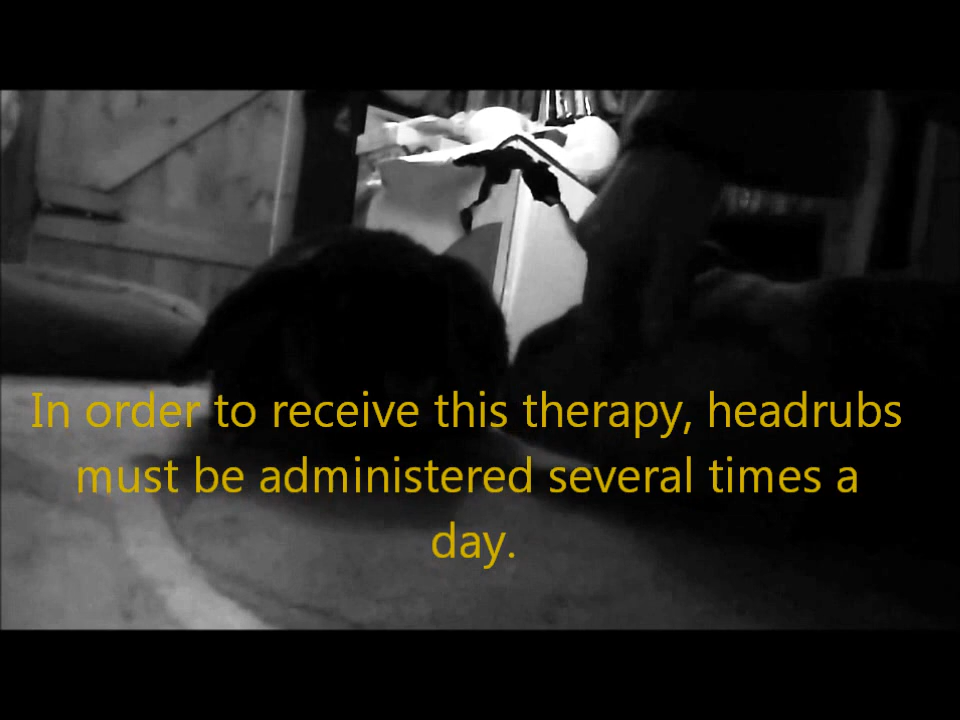 In order to receive this therapy, headrubs
must be administered several times a
day.